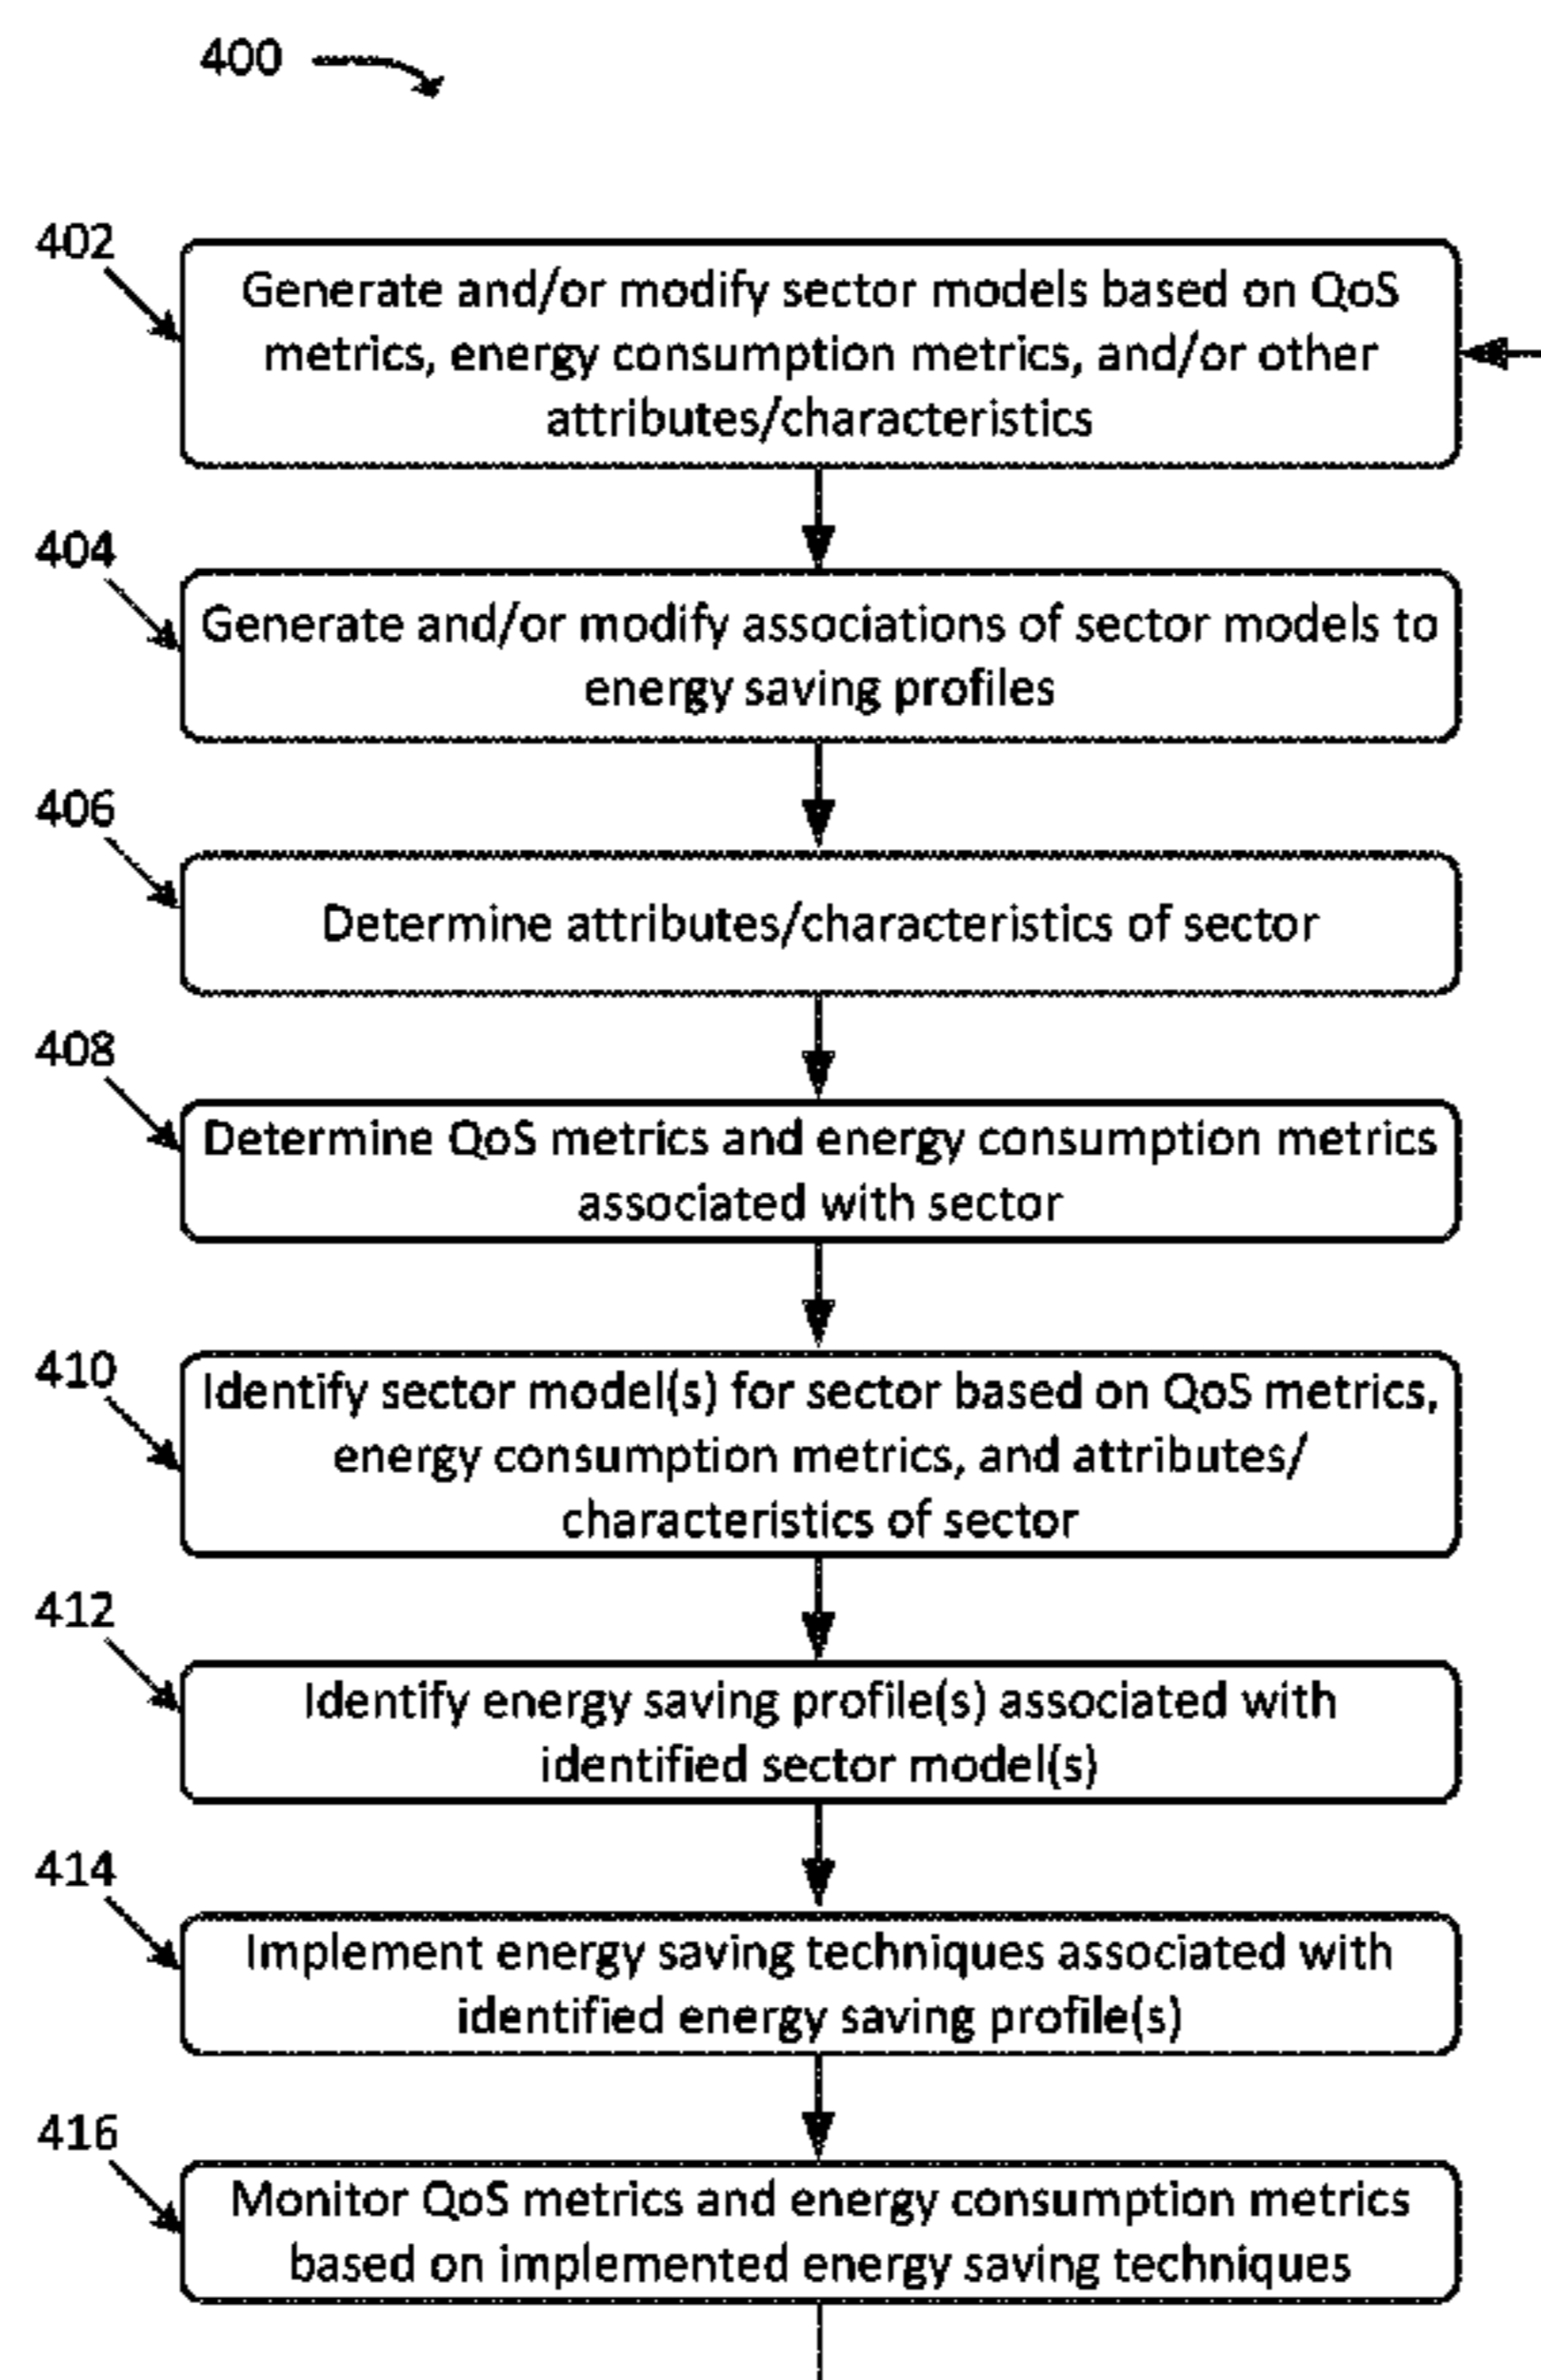 400
402
Generate and/or modify sector models based on QoS
metrics, energy consumption metrics, and/or other
attributes/characteristics
404
Generate and/or modify associations of sector models to
energy saving profiles
406
Determine attributes/characteristics of sector
408
Determine QoS metrics and energy consumption metrics
associated with sector
410
Identify sector model(s) for sector based on QoS metrics,
energy consumption metrics, and attributes/
characteristics of sector
412
Identify energy saving profile(s) associated with
identified sector model(s)
414
Implement energy saving techniques associated with
identified energy saving profile(s)
416
Monitor QoS metrics and energy consumption metrics
based on implemented energy saving techniques